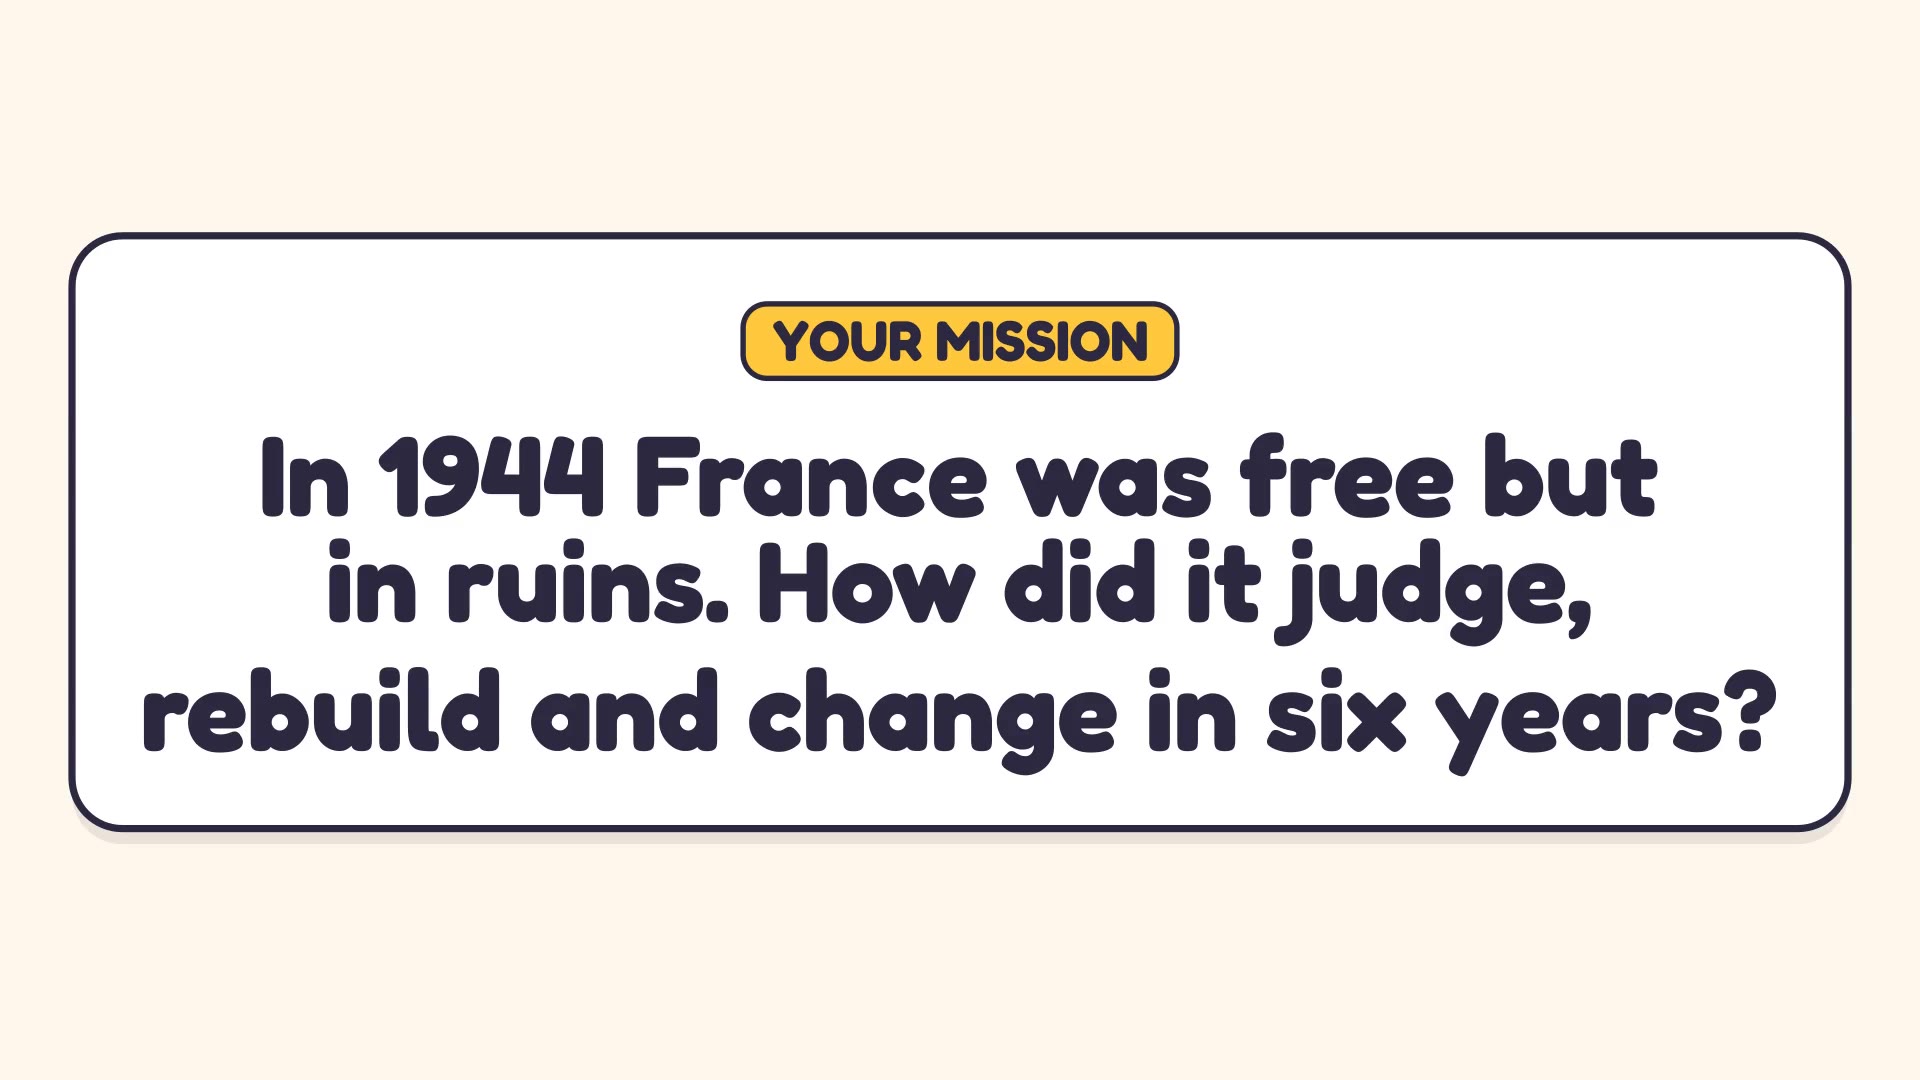 YOUR MISSION
In 1944 France was free but
in ruins. How did it judge,
rebuild and change in six years?